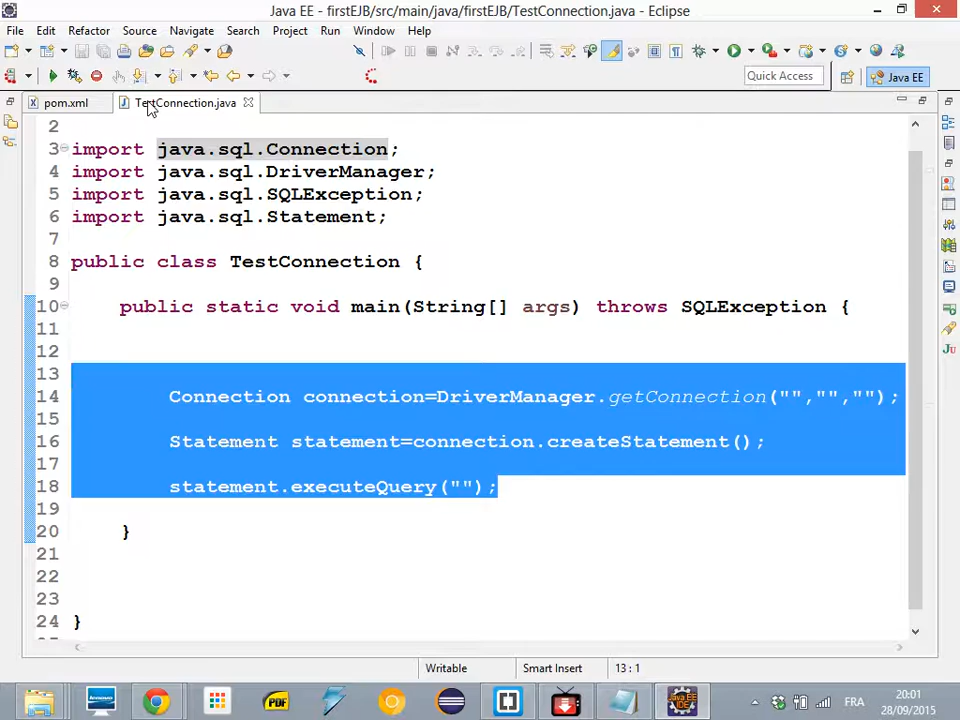 Java EE - firstEJB/src/main/java/firstEJB/TestConnection.java - Eclipse
File Edit Refactor Source Navigate Search Project Run Window Help
Quick Access
Java EE
pom.xml
TestConnection.java
2
3 import java.sql.Connection;
4 import java.sql.DriverManager;
5 import java.sql.SQLException;
6 import java.sql.Statement;
7
8 public class TestConnection {
9
10 public static void main(String[] args) throws SQLException {
11
12
13
14 Connection connection=DriverManager.getConnection("","","");
15
16 Statement statement=connection.createStatement();
17
18 statement.executeQuery("");
19
20 }
21
22
23
24 }
Writable Smart Insert 13 : 1
PDF
FRA
20:01
28/09/2015